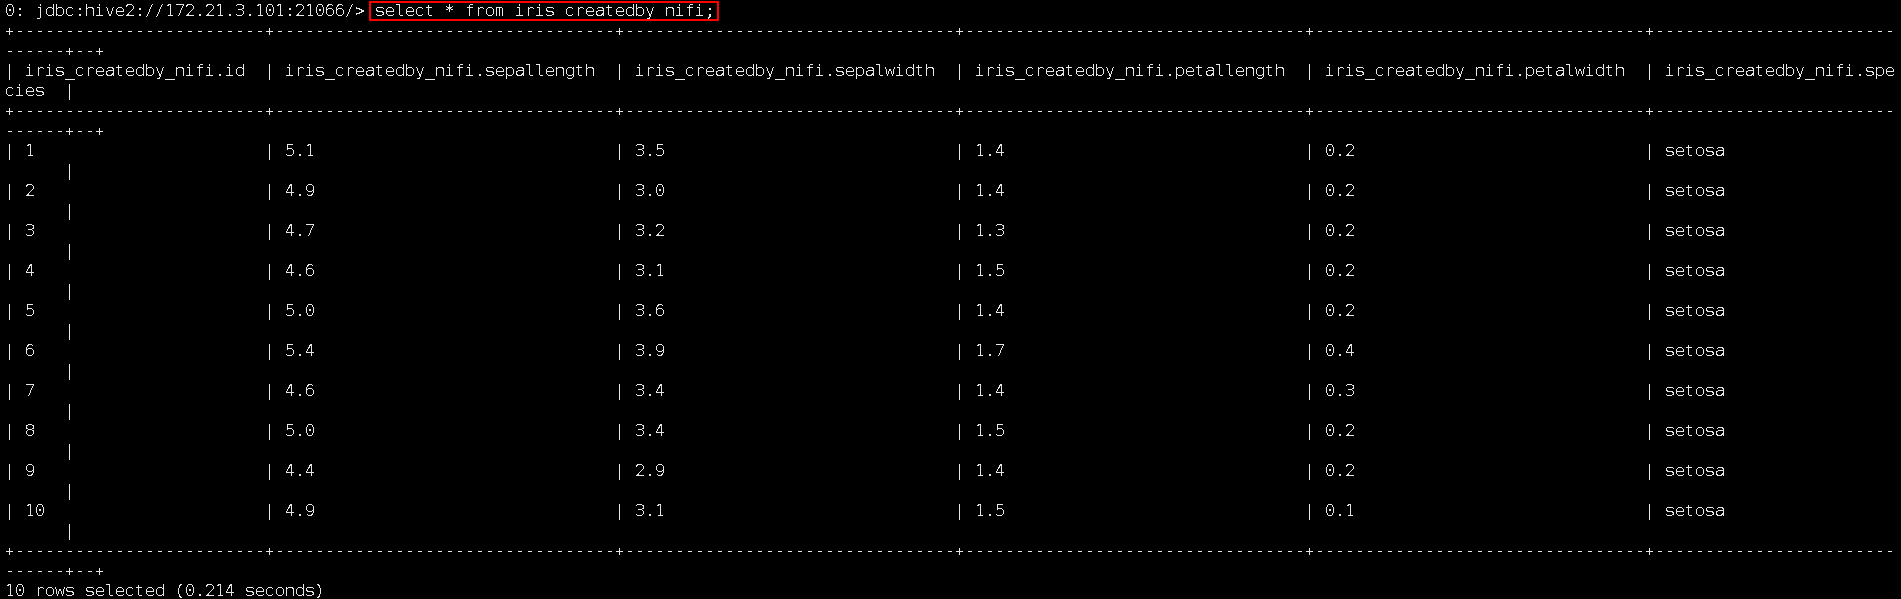 0: jdbc:hive2://172.21.3.101:21066/> select * from iris_createdby_nifi;
+-------------------------+----------------------------------+---------------------------------+----------------------------------+---------------------------------+------------------------
------+--+
| iris_createdby_nifi.id  | iris_createdby_nifi.sepallength  | iris_createdby_nifi.sepalwidth  | iris_createdby_nifi.petallength  | iris_createdby_nifi.petalwidth  | iris_createdby_nifi.spe
cies  |
+-------------------------+----------------------------------+---------------------------------+----------------------------------+---------------------------------+------------------------
------+--+
| 1                       | 5.1                              | 3.5                             | 1.4                              | 0.2                             | setosa
      |
| 2                       | 4.9                              | 3.0                             | 1.4                              | 0.2                             | setosa
      |
| 3                       | 4.7                              | 3.2                             | 1.3                              | 0.2                             | setosa
      |
| 4                       | 4.6                              | 3.1                             | 1.5                              | 0.2                             | setosa
      |
| 5                       | 5.0                              | 3.6                             | 1.4                              | 0.2                             | setosa
      |
| 6                       | 5.4                              | 3.9                             | 1.7                              | 0.4                             | setosa
      |
| 7                       | 4.6                              | 3.4                             | 1.4                              | 0.3                             | setosa
      |
| 8                       | 5.0                              | 3.4                             | 1.5                              | 0.2                             | setosa
      |
| 9                       | 4.4                              | 2.9                             | 1.4                              | 0.2                             | setosa
      |
| 10                      | 4.9                              | 3.1                             | 1.5                              | 0.1                             | setosa
      |
+-------------------------+----------------------------------+---------------------------------+----------------------------------+---------------------------------+------------------------
------+--+
10 rows selected (0.214 seconds)